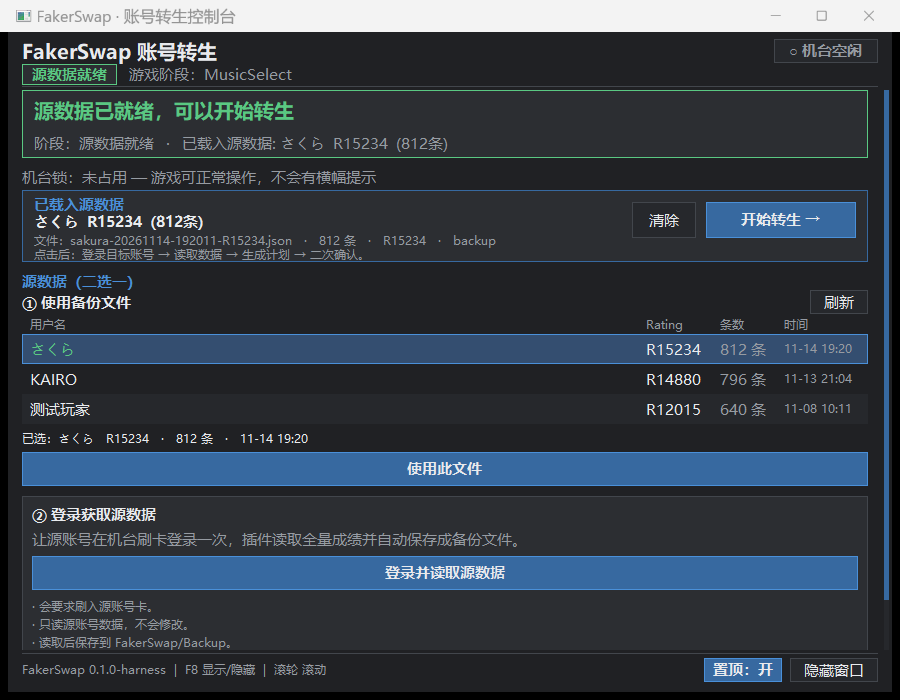 FakerSwap · 账号转生控制台
FakerSwap 账号转生
○ 机台空闲
源数据就绪 游戏阶段：MusicSelect
源数据已就绪，可以开始转生
阶段：源数据就绪 · 已载入源数据: さくら R15234 (812条)
机台锁：未占用 — 游戏可正常操作，不会有横幅提示
已载入源数据
さくら R15234 (812条)
文件：sakura-20261114-192011-R15234.json · 812 条 · R15234 · backup
点击后：登录目标账号 → 读取数据 → 生成计划 → 二次确认。
清除
开始转生 →
源数据（二选一）
① 使用备份文件
刷新
用户名 Rating 条数 时间
さくら R15234 812 条 11-14 19:20
KAIRO R14880 796 条 11-13 21:04
测试玩家 R12015 640 条 11-08 10:11
已选：さくら R15234 · 812 条 · 11-14 19:20
使用此文件
② 登录获取源数据
让源账号在机台刷卡登录一次，插件读取全量成绩并自动保存成备份文件。
登录并读取源数据
· 会要求刷入源账号卡。
· 只读源账号数据，不会修改。
· 读取后保存到 FakerSwap/Backup。
FakerSwap 0.1.0-harness | F8 显示/隐藏 | 滚轮 滚动
置顶：开
隐藏窗口